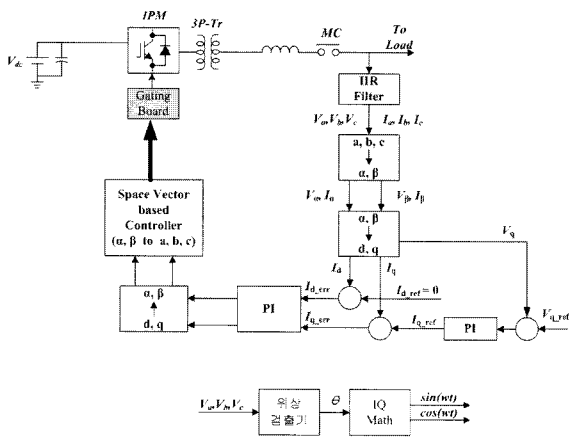 IPM
3P-Tr
MC
To
Load
V_dc
Gating
Board
IIR
Filter
V_a,V_b,V_c
I_a, I_b, I_c
a, b, c
α, β
V_α, I_α
V_β, I_β
Space Vector
based
Controller
(α, β to a, b, c)
α, β
d, q
V_q
I_d
I_q
α, β
d, q
PI
I_d_err
I_d_ref = 0
I_q_err
I_q_ref
PI
V_q_ref
V_a,V_b,V_c
위상
검출기
θ
IQ
Math
sin(wt)
cos(wt)